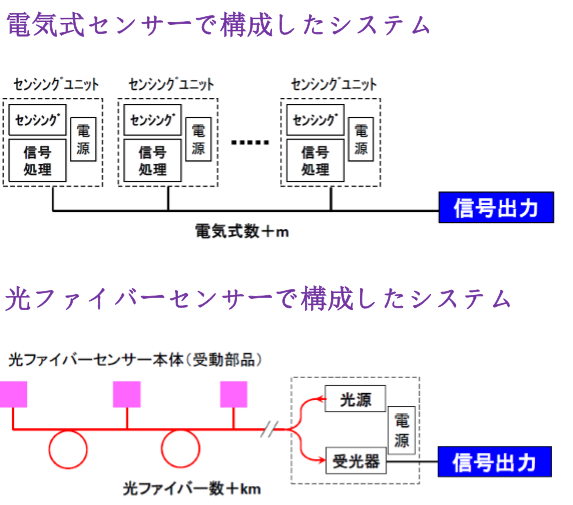 電気式センサーで構成したシステム
センシングユニット
センシングユニット
センシングユニット
センシング
電源
信号処理
センシング
電源
信号処理
.....
センシング
電源
信号処理
信号出力
電気式数+m
光ファイバーセンサーで構成したシステム
光ファイバーセンサー本体(受動部品)
光源
電源
受光器
信号出力
光ファイバー数+km